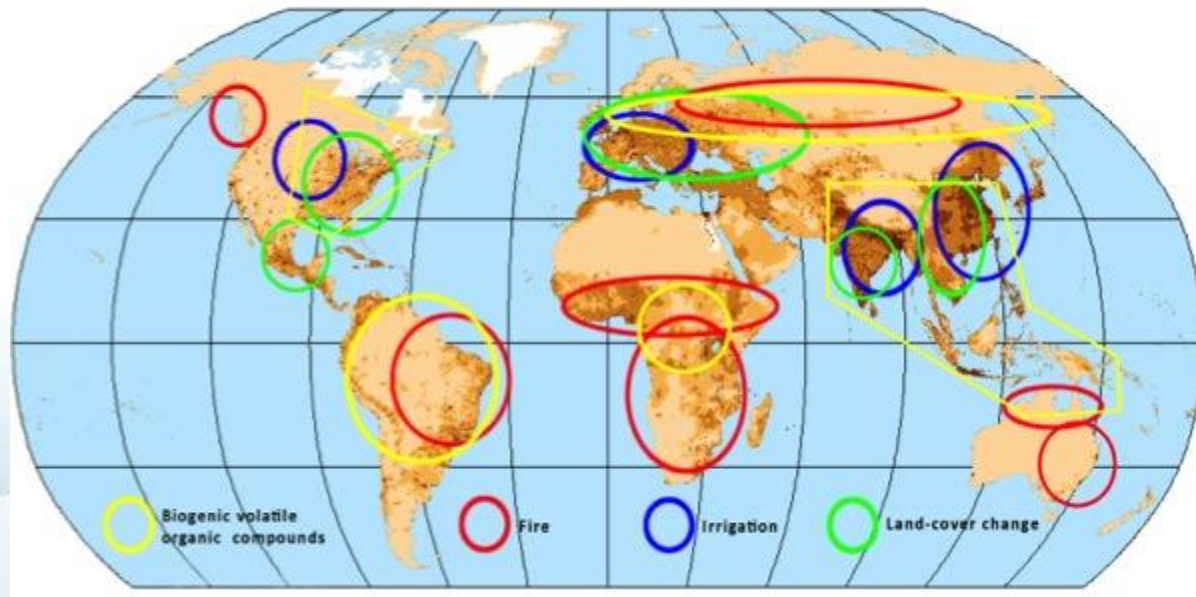 Biogenic volatile
organic compounds
Fire
Irrigation
Land-cover change